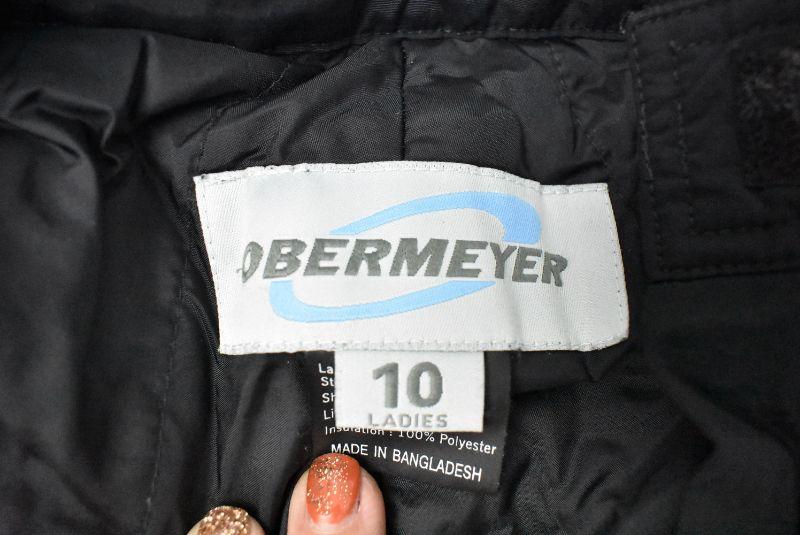 OBERMEYER
10
LADIES
Insulation : 100% Polyester
MADE IN BANGLADESH